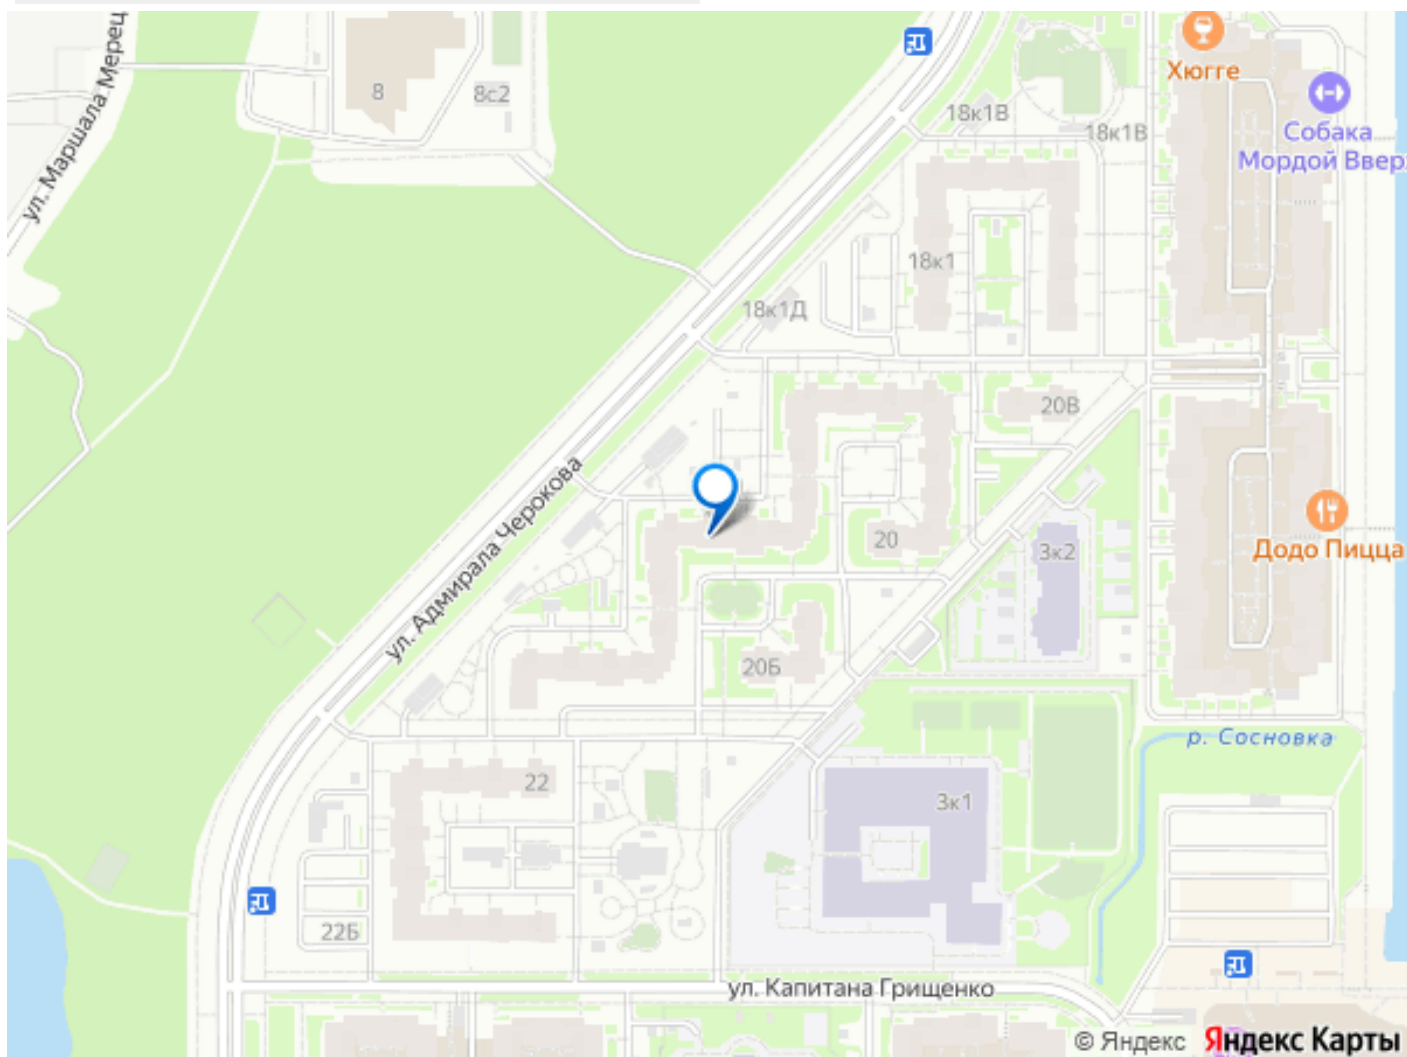 ул. Маршала Мерец
8
8с2
Хюгге
Собака
Мордой Вверх
18к1В
18к1В
18к1
18к1Д
20В
ул. Адмирала Черокова
20
3к2
Додо Пицца
20Б
р. Сосновка
22
3к1
22Б
ул. Капитана Грищенко
© Яндекс Яндекс Карты